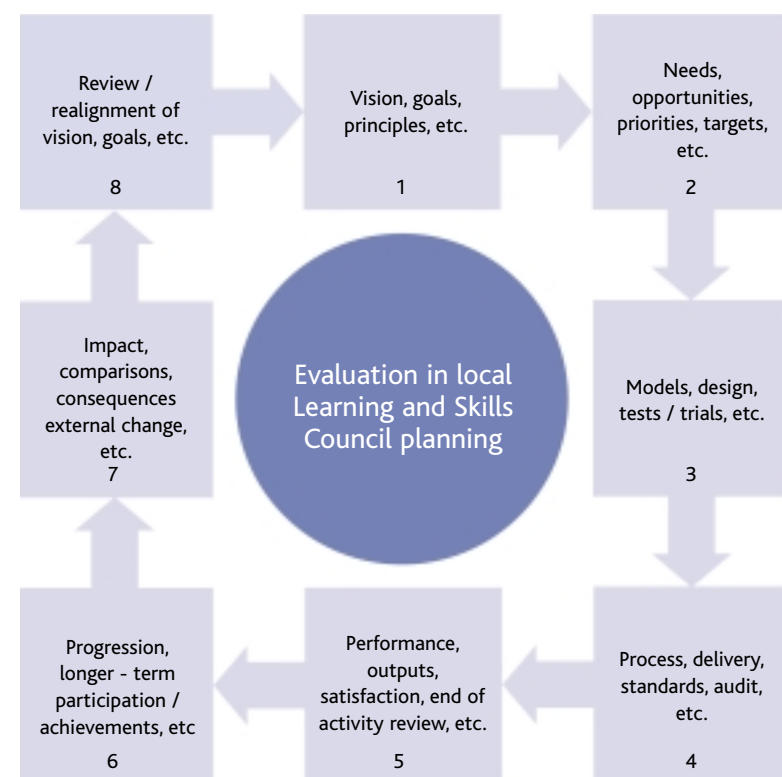 Review /
realignment of
vision, goals, etc.
8
Vision, goals,
principles, etc.
1
Needs,
opportunities,
priorities, targets,
etc.
2
Models, design,
tests / trials, etc.
3
Process, delivery,
standards, audit,
etc.
4
Performance,
outputs,
satisfaction, end of
activity review, etc.
5
Progression,
longer - term
participation /
achievements, etc
6
Impact,
comparisons,
consequences
external change,
etc.
7
Evaluation in local
Learning and Skills
Council planning